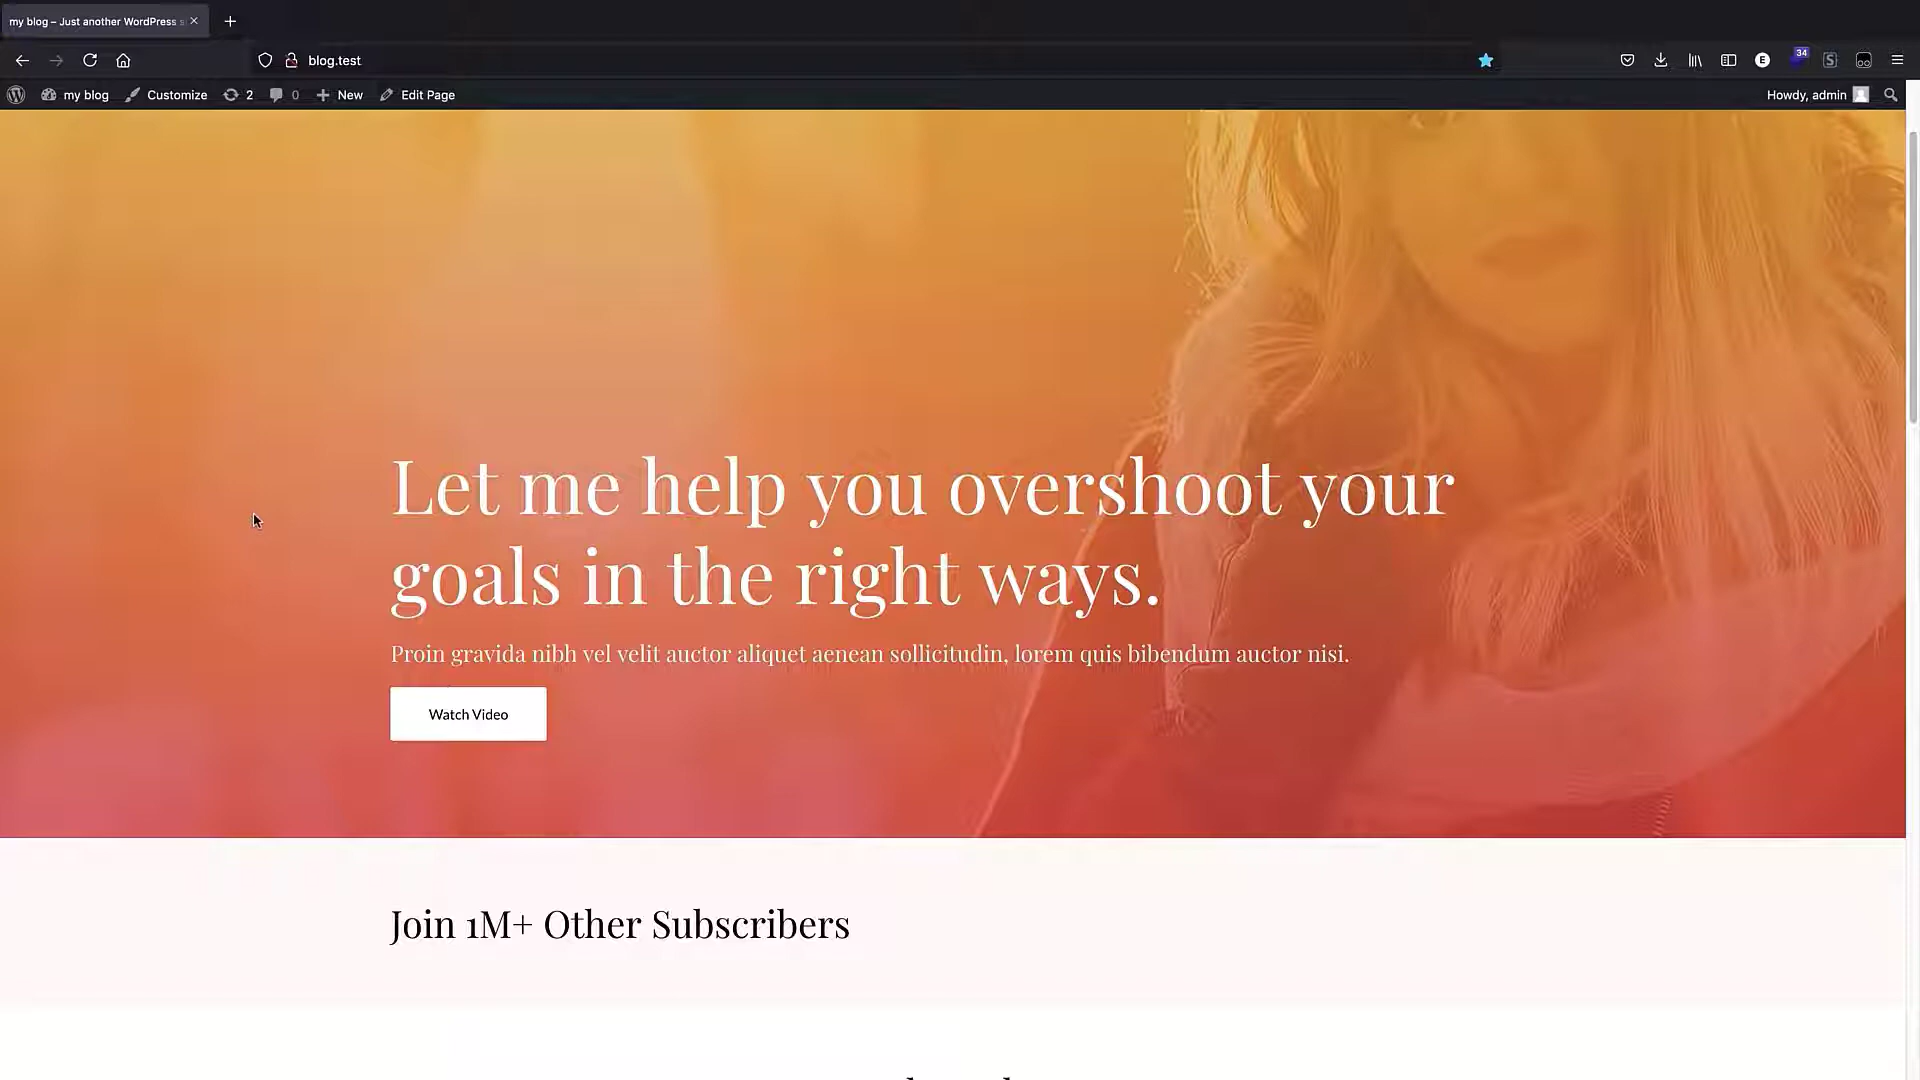 my blog – Just another WordPress s
blog.test
34
my blog
Customize
2
0
New
Edit Page
Howdy, admin
Let me help you overshoot your
goals in the right ways.
Proin gravida nibh vel velit auctor aliquet aenean sollicitudin, lorem quis bibendum auctor nisi.
Watch Video
Join 1M+ Other Subscribers